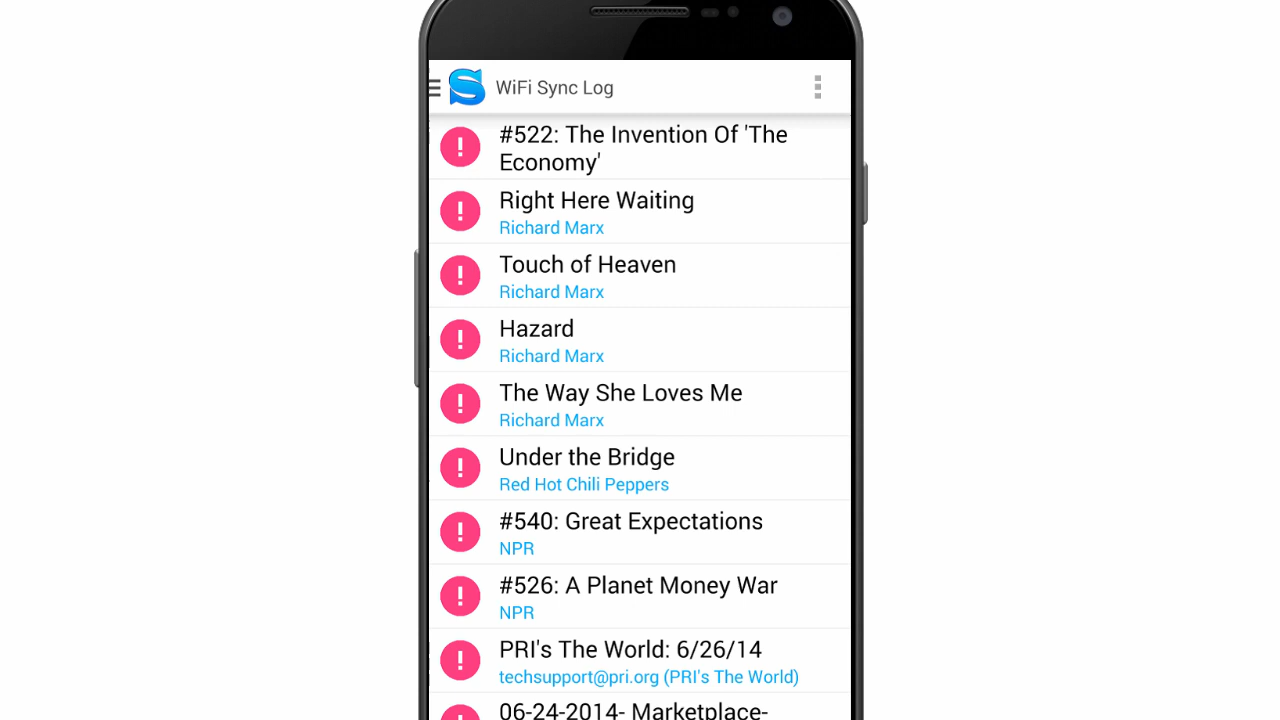 WiFi Sync Log
#522: The Invention Of 'The
Economy'
Right Here Waiting
Richard Marx
Touch of Heaven
Richard Marx
Hazard
Richard Marx
The Way She Loves Me
Richard Marx
Under the Bridge
Red Hot Chili Peppers
#540: Great Expectations
NPR
#526: A Planet Money War
NPR
PRI's The World: 6/26/14
techsupport@pri.org (PRI's The World)
06-24-2014- Marketplace-